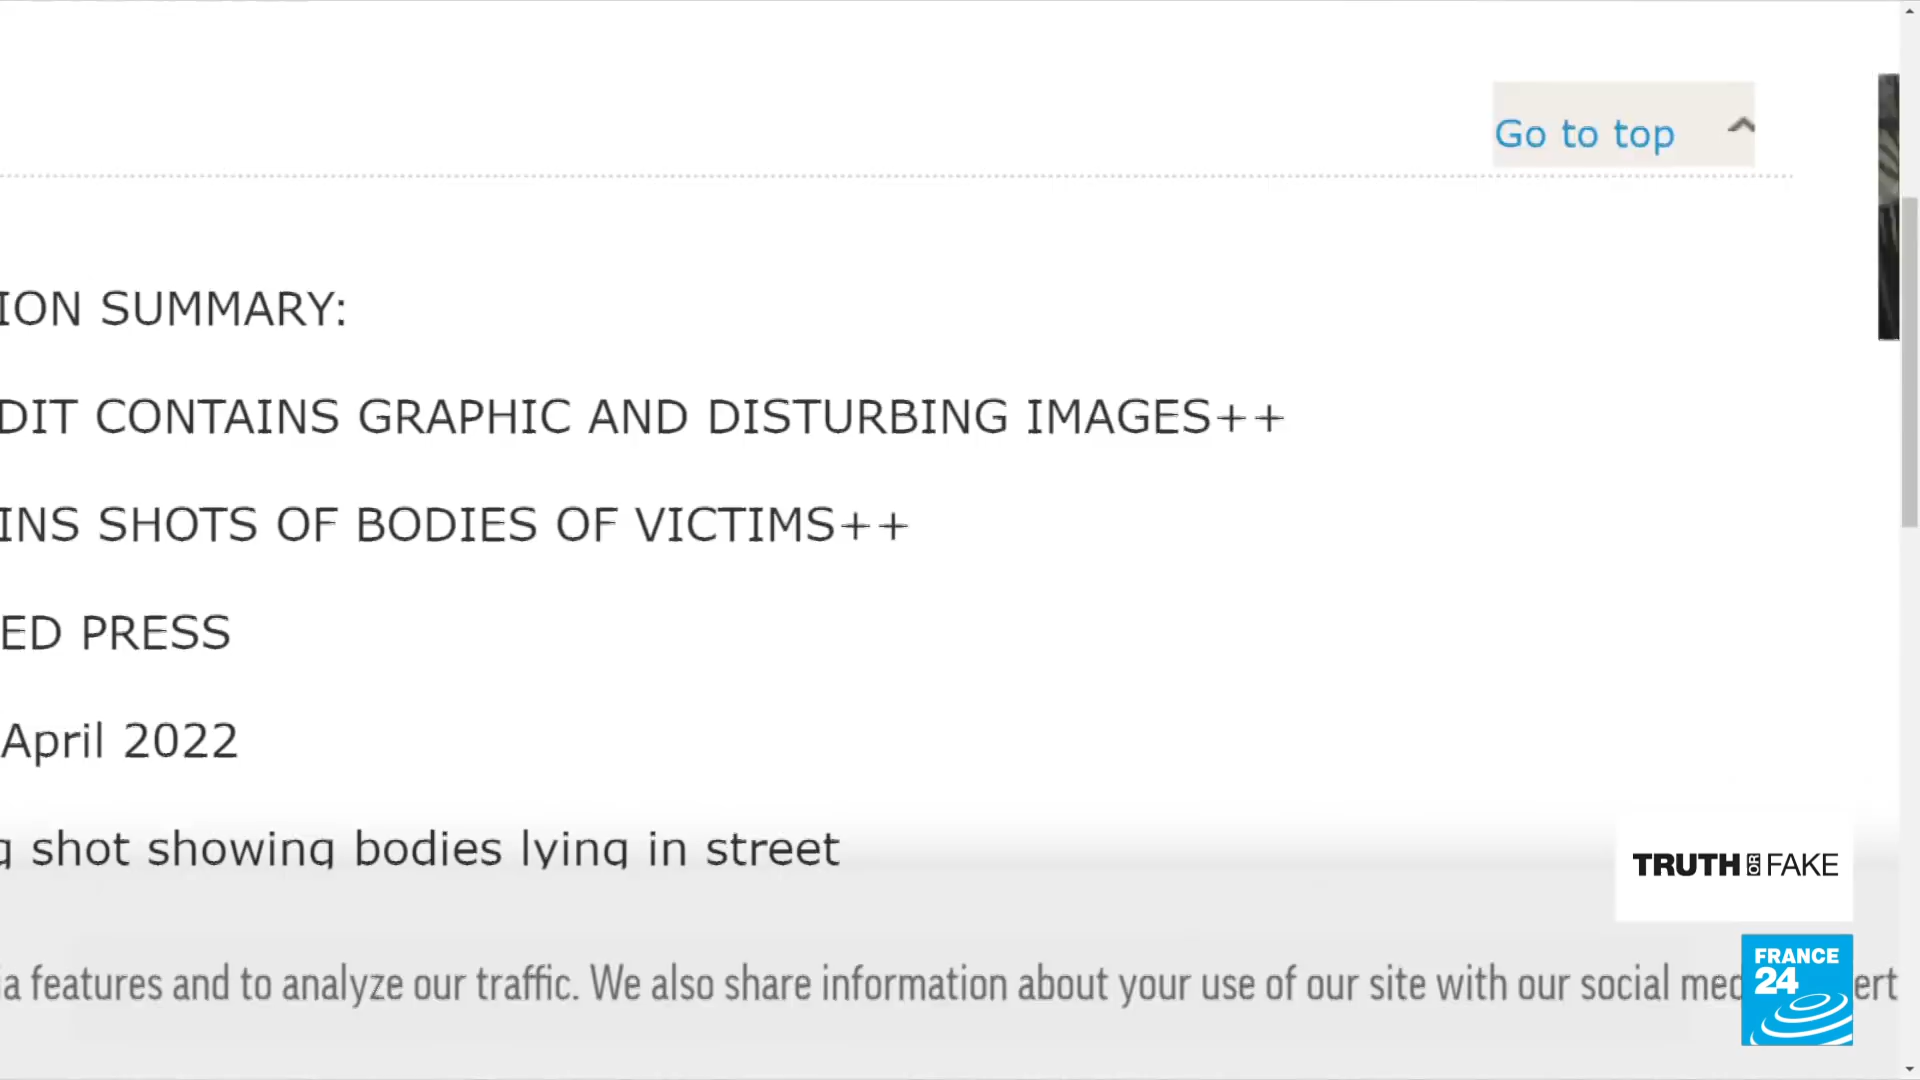 Go to top
ION SUMMARY:
DIT CONTAINS GRAPHIC AND DISTURBING IMAGES++
INS SHOTS OF BODIES OF VICTIMS++
ED PRESS
April 2022
g shot showing bodies lying in street
TRUTH OR FAKE
ia features and to analyze our traffic. We also share information about your use of our site with our social med
ert
FRANCE
24